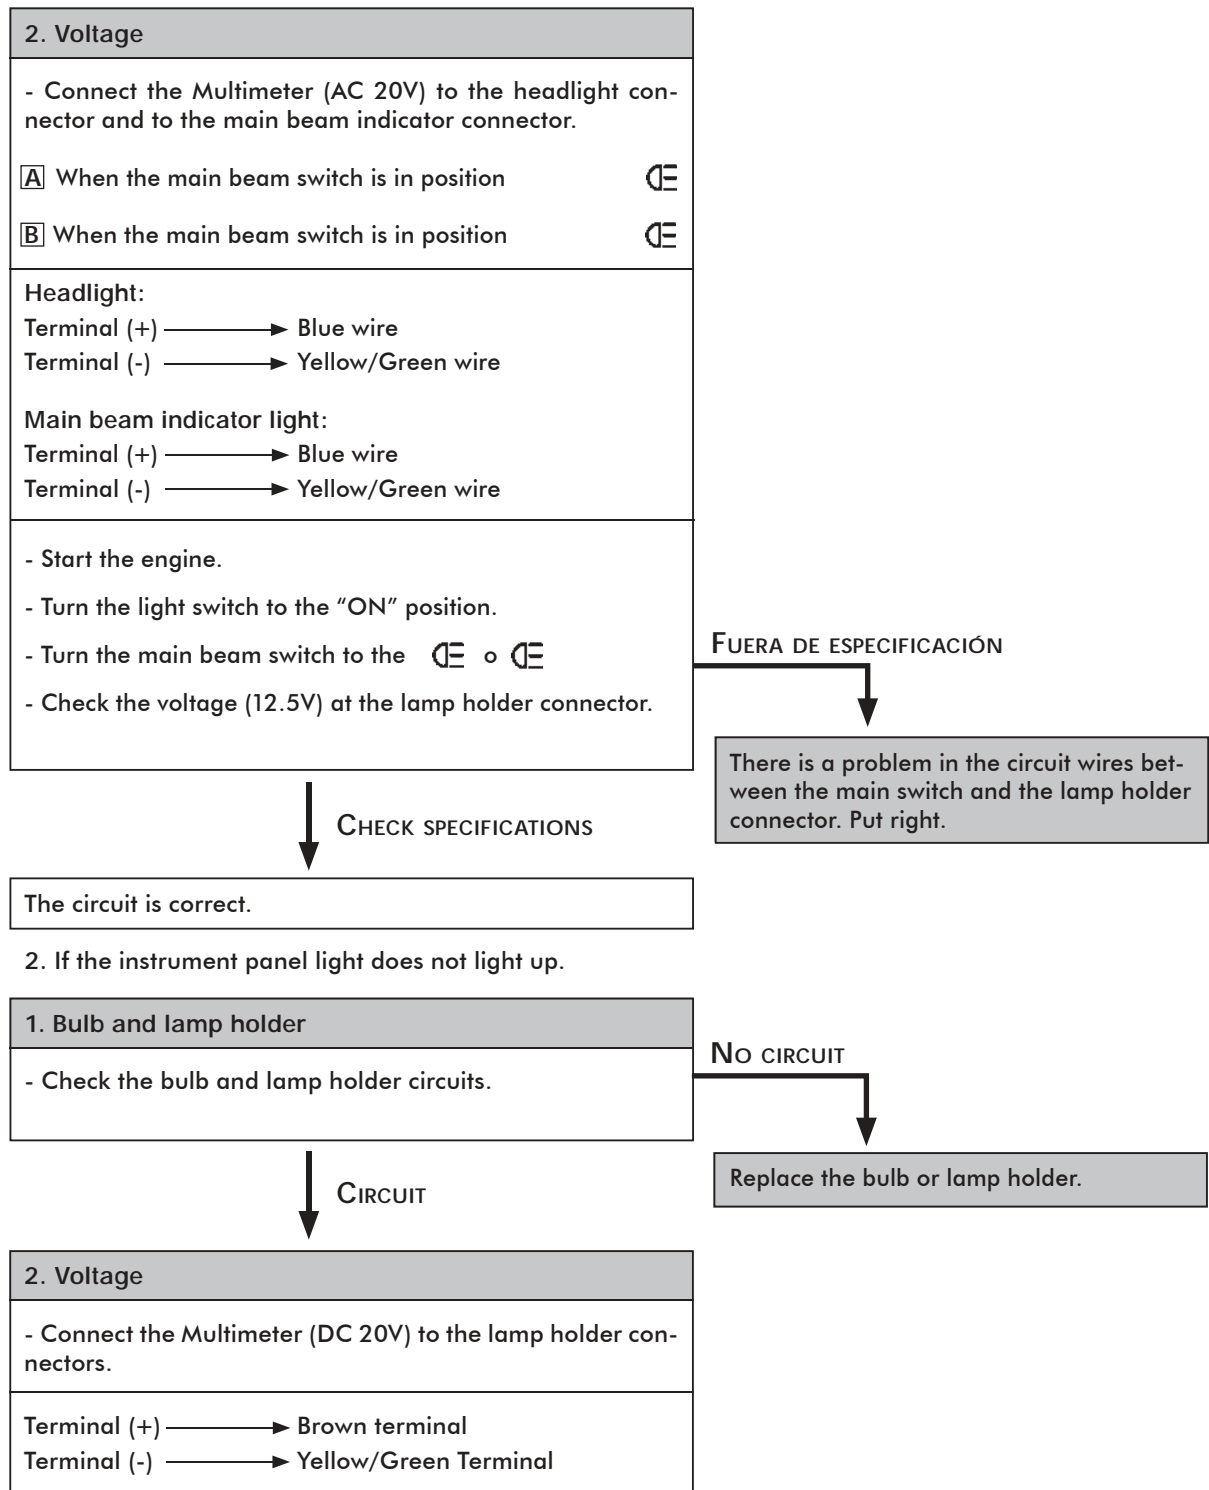 2. Voltage
- Connect the Multimeter (AC 20V) to the headlight con-
nector and to the main beam indicator connector.
A When the main beam switch is in position
B When the main beam switch is in position
Headlight:
Terminal (+) Blue wire
Terminal (-) Yellow/Green wire
Main beam indicator light:
Terminal (+) Blue wire
Terminal (-) Yellow/Green wire
- Start the engine.
- Turn the light switch to the “ON” position.
- Turn the main beam switch to the o
- Check the voltage (12.5V) at the lamp holder connector.
FUERA DE ESPECIFICACIÓN
There is a problem in the circuit wires bet-
ween the main switch and the lamp holder
connector. Put right.
CHECK SPECIFICATIONS
The circuit is correct.
2. If the instrument panel light does not light up.
1. Bulb and lamp holder
- Check the bulb and lamp holder circuits.
NO CIRCUIT
Replace the bulb or lamp holder.
CIRCUIT
2. Voltage
- Connect the Multimeter (DC 20V) to the lamp holder con-
nectors.
Terminal (+) Brown terminal
Terminal (-) Yellow/Green Terminal